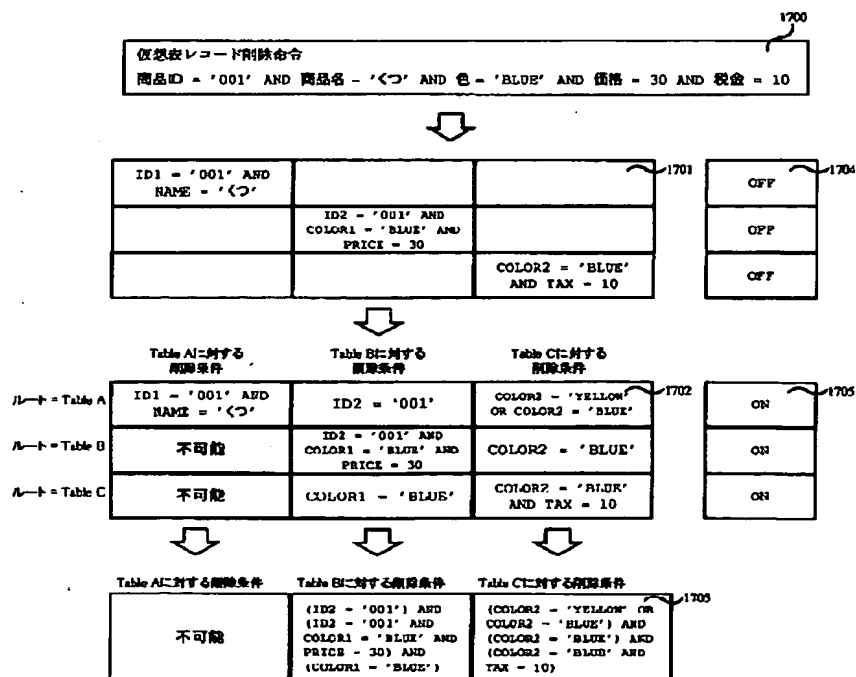 1700
仮想表レコード削除命令
商品ID = '001' AND 商品名 = 'くつ' AND 色 = 'BLUE' AND 価格 = 30 AND 税金 = 10
ID1 = '001' AND
NAME = 'くつ'
1701
OFF
1704
ID2 = '001' AND
COLOR1 = 'BLUE' AND
PRICE = 30
OFF
COLOR2 = 'BLUE'
AND TAX = 10
OFF
Table Aに対する
削除条件
Table Bに対する
削除条件
Table Cに対する
削除条件
ルート = Table A
ID1 = '001' AND
NAME = 'くつ'
ID2 = '001'
COLOR2 = 'YELLOW'
OR COLOR2 = 'BLUE'
1702
ON
1705
ルート = Table B
不可能
ID2 = '001' AND
COLOR1 = 'BLUE' AND
PRICE = 30
COLOR2 = 'BLUE'
ON
ルート = Table C
不可能
COLOR1 = 'BLUE'
COLOR2 = 'BLUE'
AND TAX = 10
ON
Table Aに対する削除条件
Table Bに対する削除条件
Table Cに対する削除条件
不可能
(ID2 = '001') AND
(ID2 = '001' AND
COLOR1 = 'BLUE' AND
PRICE = 30) AND
(COLOR1 = 'BLUE')
(COLOR2 = 'YELLOW' OR
COLOR2 = 'BLUE') AND
(COLOR2 = 'BLUE') AND
(COLOR2 = 'BLUE' AND
TAX = 10)
1703